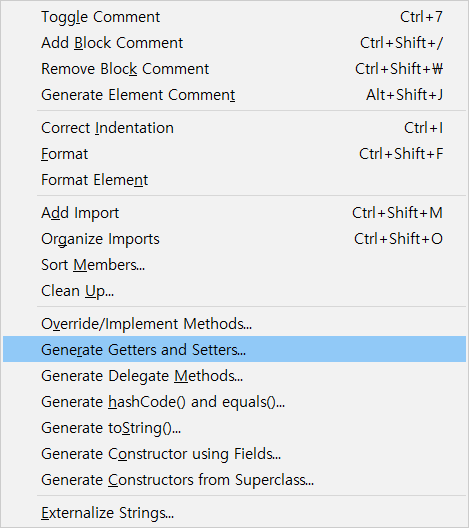 Toggle Comment Ctrl+7
Add Block Comment Ctrl+Shift+/
Remove Block Comment Ctrl+Shift+₩
Generate Element Comment Alt+Shift+J
Correct Indentation Ctrl+I
Format Ctrl+Shift+F
Format Element
Add Import Ctrl+Shift+M
Organize Imports Ctrl+Shift+O
Sort Members...
Clean Up...
Override/Implement Methods...
Generate Getters and Setters...
Generate Delegate Methods...
Generate hashCode() and equals()...
Generate toString()...
Generate Constructor using Fields...
Generate Constructors from Superclass...
Externalize Strings...